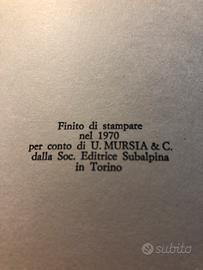 Finito di stampare
nel 1970
per conto di U. MURSIA & C.
dalla Soc. Editrice Subalpina
in Torino
subito